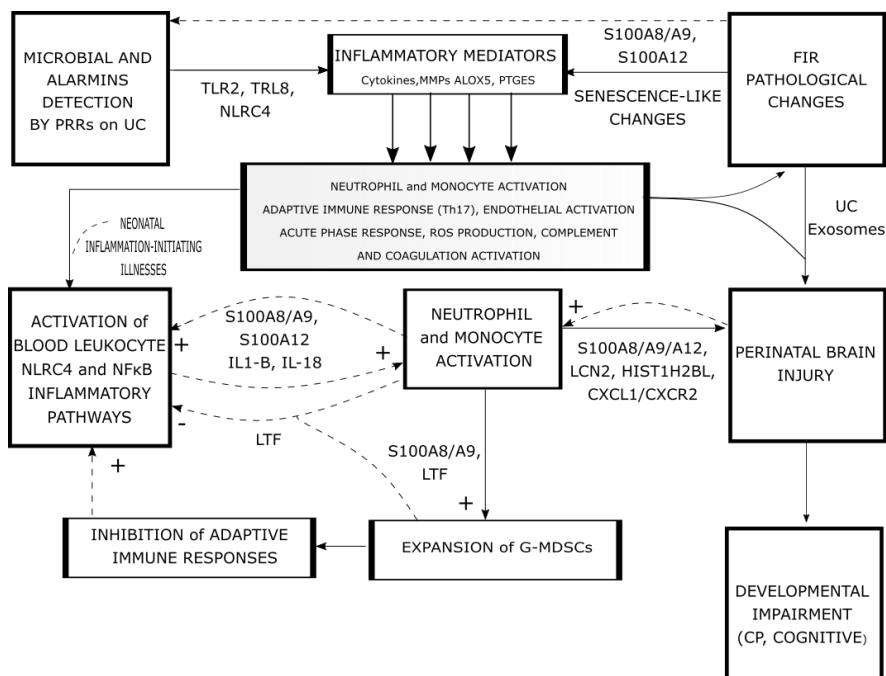 MICROBIAL AND
ALARMINS
DETECTION
BY PRRs on UC
TLR2, TRL8,
NLRC4
INFLAMMATORY MEDIATORS
Cytokines,MMPs ALOX5, PTGES
S100A8/A9,
S100A12
SENESCENCE-LIKE
CHANGES
FIR
PATHOLOGICAL
CHANGES
NEUTROPHIL and MONOCYTE ACTIVATION
ADAPTIVE IMMUNE RESPONSE (Th17), ENDOTHELIAL ACTIVATION
ACUTE PHASE RESPONSE, ROS PRODUCTION, COMPLEMENT
AND COAGULATION ACTIVATION
UC
Exosomes
NEONATAL
INFLAMMATION-INITIATING
ILLNESSES
ACTIVATION of
BLOOD LEUKOCYTE
NLRC4 and NFκB
INFLAMMATORY
PATHWAYS
+
-
+
S100A8/A9,
S100A12
IL1-B, IL-18
+
LTF
NEUTROPHIL
and MONOCYTE
ACTIVATION
+
S100A8/A9/A12,
LCN2, HIST1H2BL,
CXCL1/CXCR2
PERINATAL BRAIN
INJURY
S100A8/A9,
LTF
+
INHIBITION of ADAPTIVE
IMMUNE RESPONSES
EXPANSION of G-MDSCs
DEVELOPMENTAL
IMPAIRMENT
(CP, COGNITIVE)